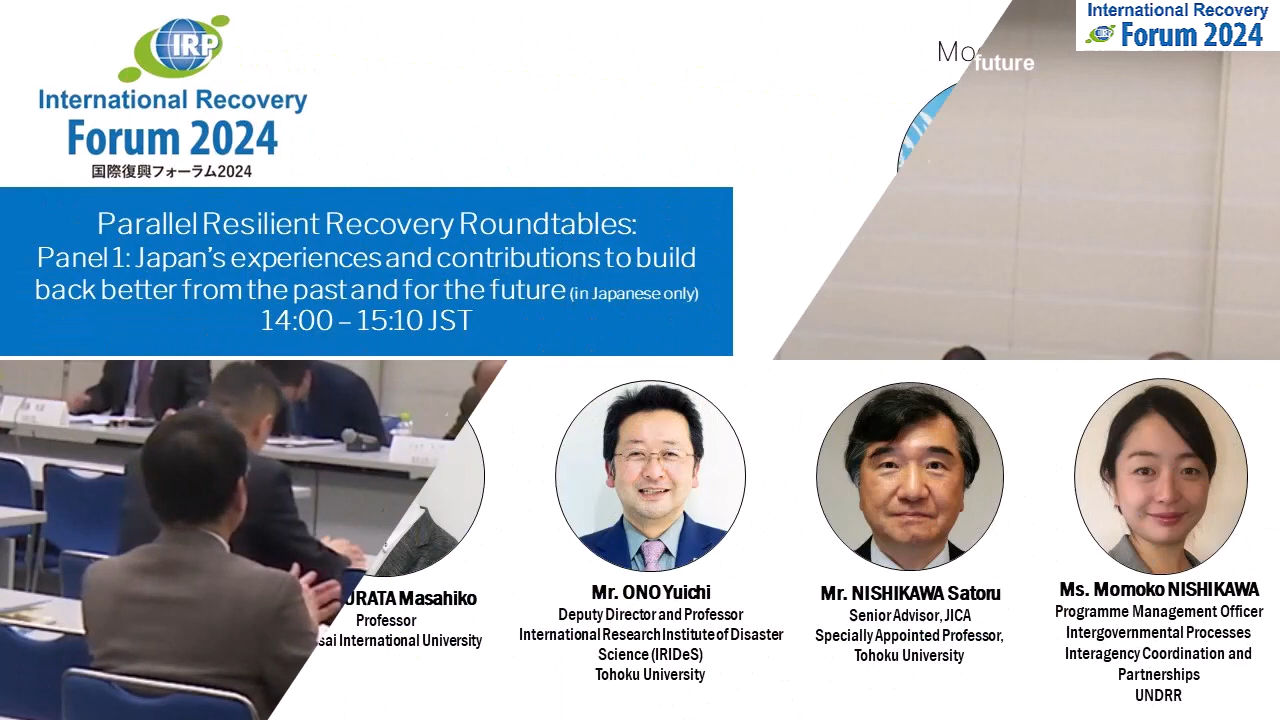 IRP
International Recovery
Forum 2024
国際復興フォーラム2024
International Recovery
Forum 2024
Mo
future
Parallel Resilient Recovery Roundtables:
Panel 1: Japan's experiences and contributions to build
back better from the past and for the future (in Japanese only)
14:00 – 15:10 JST
URATA Masahiko
Professor
sai International University
Mr. ONO Yuichi
Deputy Director and Professor
International Research Institute of Disaster
Science (IRIDeS)
Tohoku University
Mr. NISHIKAWA Satoru
Senior Advisor, JICA
Specially Appointed Professor,
Tohoku University
Ms. Momoko NISHIKAWA
Programme Management Officer
Intergovernmental Processes
Interagency Coordination and
Partnerships
UNDRR